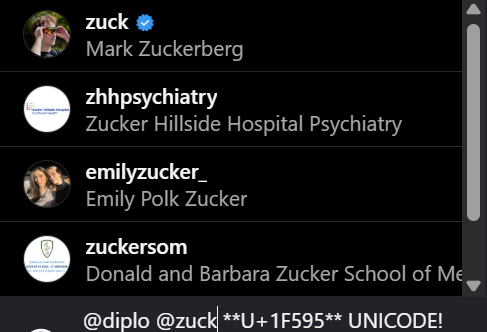 zuck
Mark Zuckerberg
zhhpsychiatry
Zucker Hillside Hospital Psychiatry
emilyzucker_
Emily Polk Zucker
zuckersom
Donald and Barbara Zucker School of Me
@diplo @zuck **U+1F595** UNICODE!